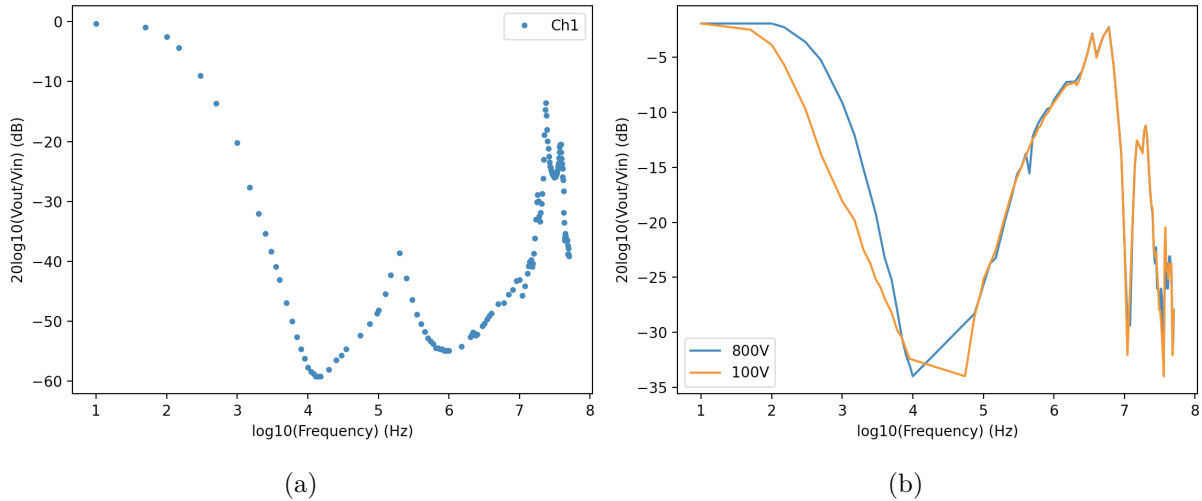 0
−10
−20
−30
−40
−50
−60
20log10(Vout/Vin) (dB)
Ch1
1 2 3 4 5 6 7 8
log10(Frequency) (Hz)
(a)
−5
−10
−15
−20
−25
−30
−35
20log10(Vout/Vin) (dB)
800V
100V
1 2 3 4 5 6 7 8
log10(Frequency) (Hz)
(b)